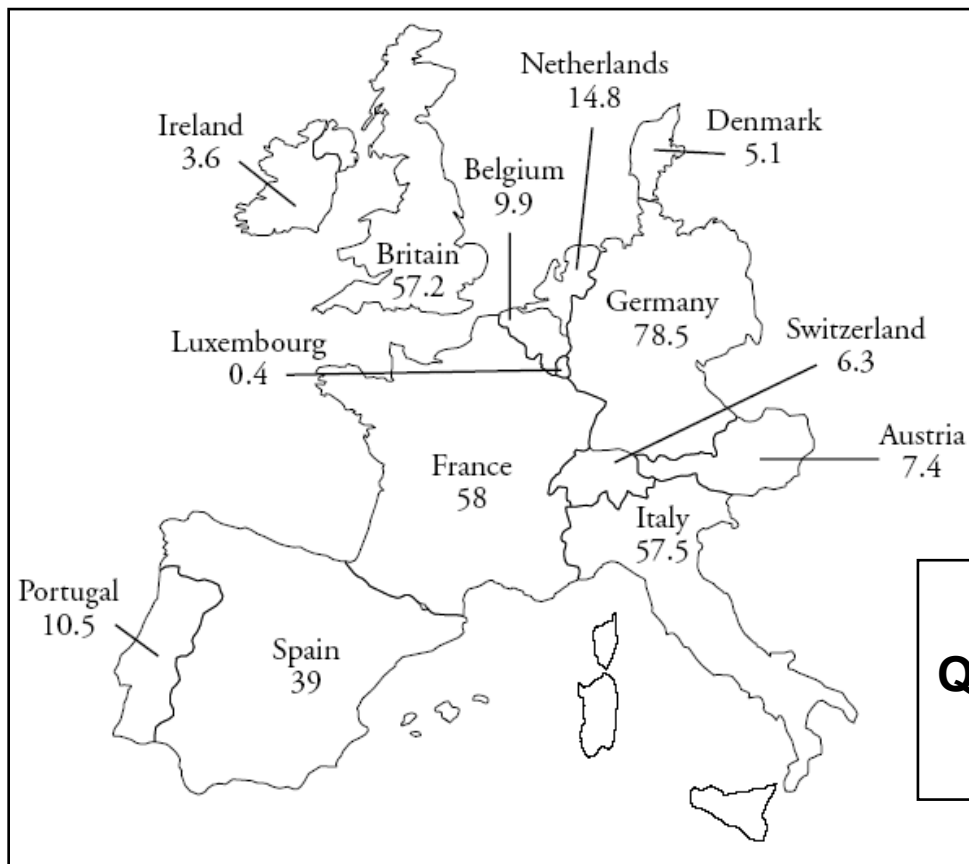 Netherlands
14.8
Ireland
3.6
Denmark
5.1
Belgium
9.9
Britain
57.2
Germany
78.5
Switzerland
6.3
Luxembourg
0.4
Austria
7.4
France
58
Italy
57.5
Portugal
10.5
Spain
39
Q